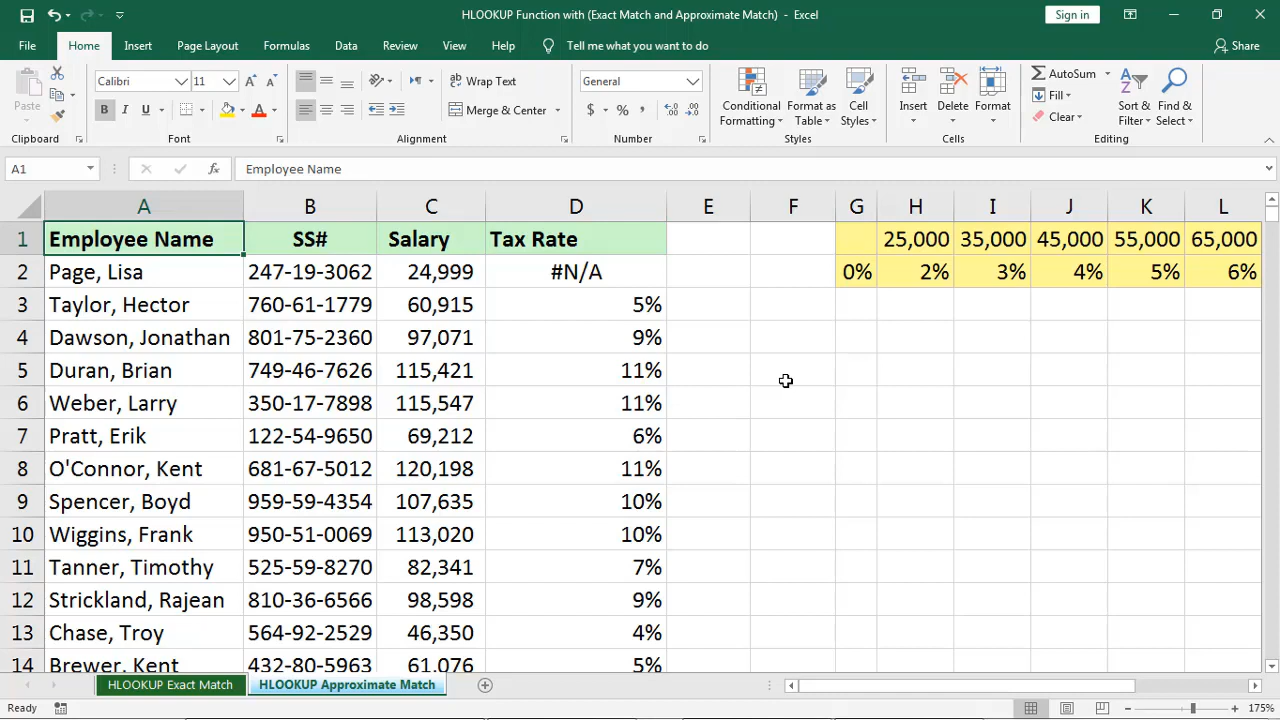 HLOOKUP Function with (Exact Match and Approximate Match) - Excel
Sign in
File Home Insert Page Layout Formulas Data Review View Help Tell me what you want to do Share
Calibri 11 Wrap Text General AutoSum
Paste Conditional Format as Cell Insert Delete Format Fill Sort & Find &
B I U A Merge & Center $ % Formatting Table Styles Clear Filter Select
Clipboard Font Alignment Number Styles Cells Editing
A1 fx Employee Name
A B C D E F G H I J K L
1 Employee Name SS# Salary Tax Rate 25,000 35,000 45,000 55,000 65,000
2 Page, Lisa 247-19-3062 24,999 #N/A 0% 2% 3% 4% 5% 6%
3 Taylor, Hector 760-61-1779 60,915 5%
4 Dawson, Jonathan 801-75-2360 97,071 9%
5 Duran, Brian 749-46-7626 115,421 11%
6 Weber, Larry 350-17-7898 115,547 11%
7 Pratt, Erik 122-54-9650 69,212 6%
8 O'Connor, Kent 681-67-5012 120,198 11%
9 Spencer, Boyd 959-59-4354 107,635 10%
10 Wiggins, Frank 950-51-0069 113,020 10%
11 Tanner, Timothy 525-59-8270 82,341 7%
12 Strickland, Rajean 810-36-6566 98,598 9%
13 Chase, Troy 564-92-2529 46,350 4%
14 Brewer, Kent 432-80-5963 61,076 5%
HLOOKUP Exact Match HLOOKUP Approximate Match
Ready 175%